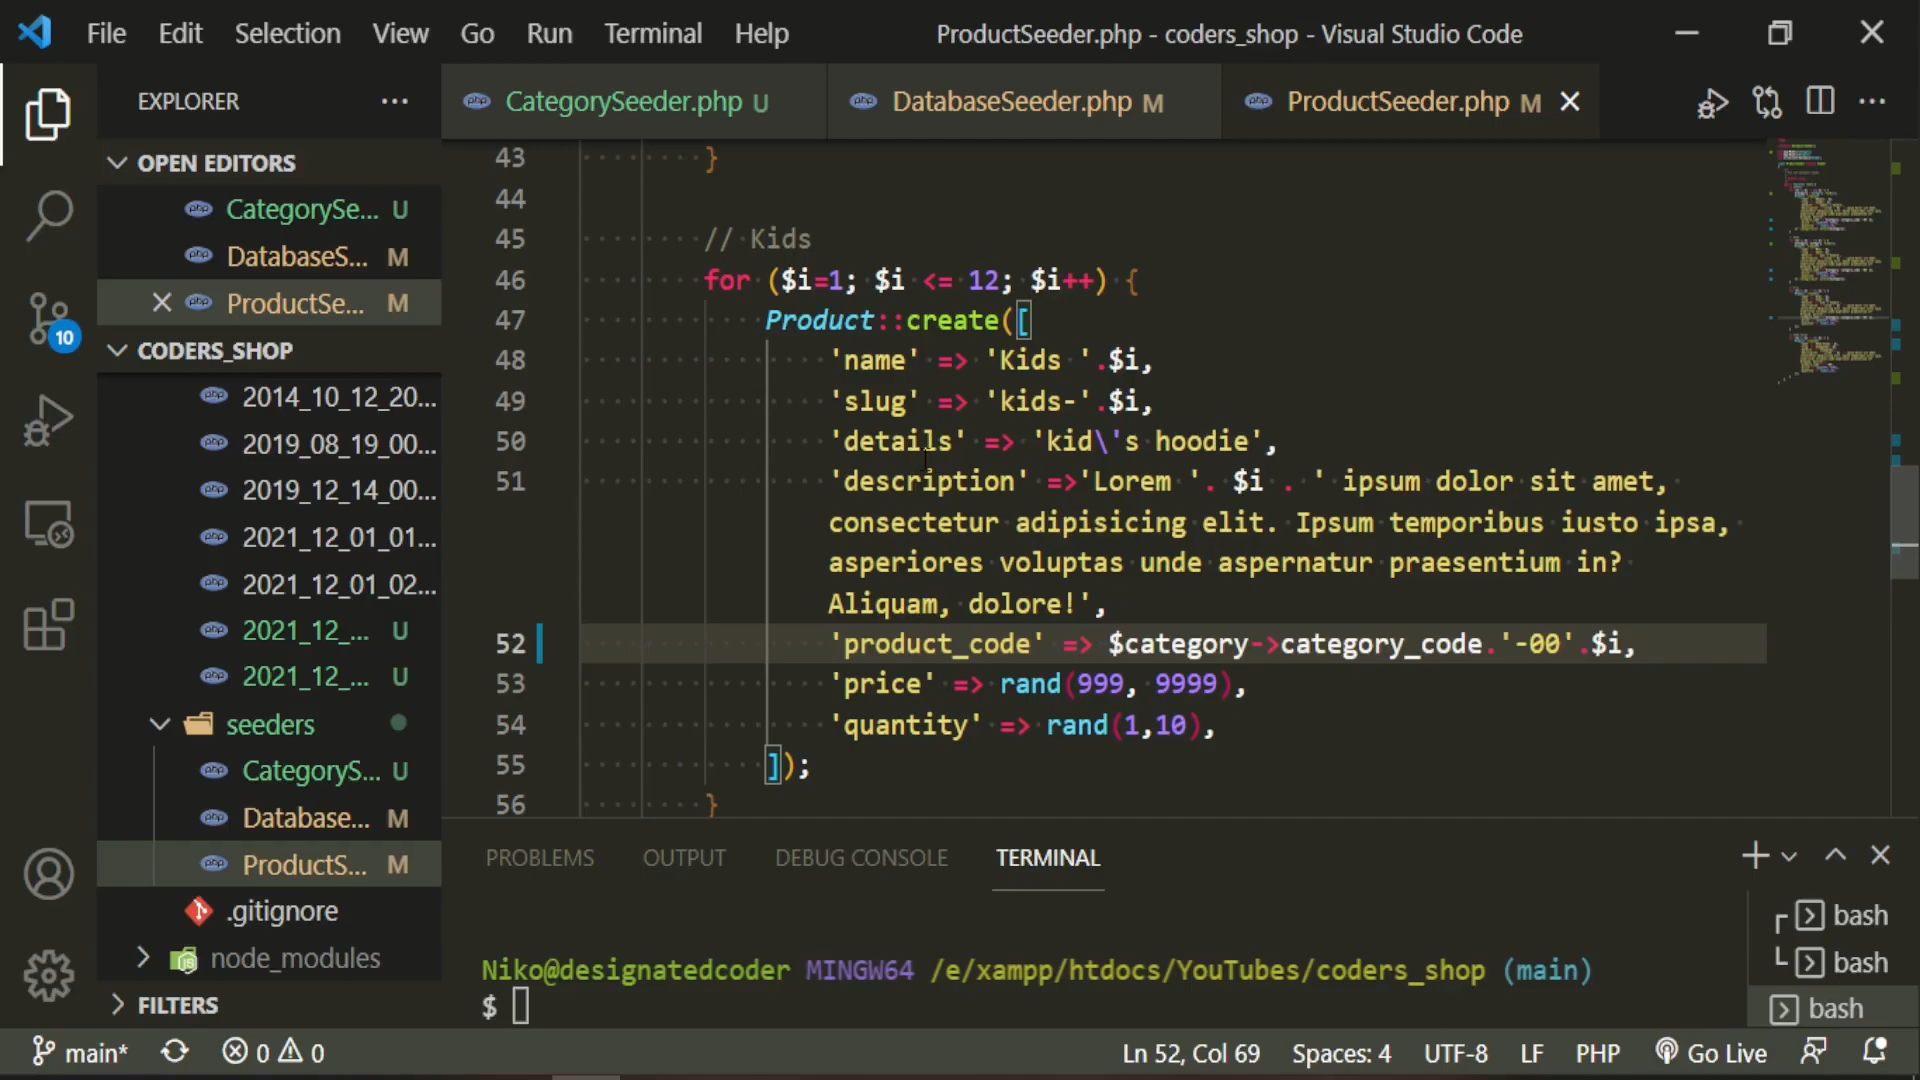 File Edit Selection View Go Run Terminal Help ProductSeeder.php - coders_shop - Visual Studio Code
EXPLORER
CategorySeeder.php U DatabaseSeeder.php M ProductSeeder.php M
OPEN EDITORS
CategorySe... U
DatabaseS... M
ProductSe... M
10
CODERS_SHOP
2014_10_12_20...
2019_08_19_00...
2019_12_14_00...
2021_12_01_01...
2021_12_01_02...
2021_12_... U
2021_12_... U
seeders
CategoryS... U
Database... M
ProductS... M
.gitignore
node_modules
FILTERS
43 }
44
45 // Kids
46 for ($i=1; $i <= 12; $i++) {
47 Product::create([
48 'name' => 'Kids '.$i,
49 'slug' => 'kids-'.$i,
50 'details' => 'kid\'s hoodie',
51 'description' =>'Lorem '. $i . ' ipsum dolor sit amet,
consectetur adipisicing elit. Ipsum temporibus iusto ipsa,
asperiores voluptas unde aspernatur praesentium in?
Aliquam, dolore!',
52 'product_code' => $category->category_code.'-00'.$i,
53 'price' => rand(999, 9999),
54 'quantity' => rand(1,10),
55 ]);
56 }
PROBLEMS OUTPUT DEBUG CONSOLE TERMINAL
Niko@designatedcoder MINGW64 /e/xampp/htdocs/YouTubes/coders_shop (main)
$
bash
bash
bash
main* 0 0 Ln 52, Col 69 Spaces: 4 UTF-8 LF PHP Go Live